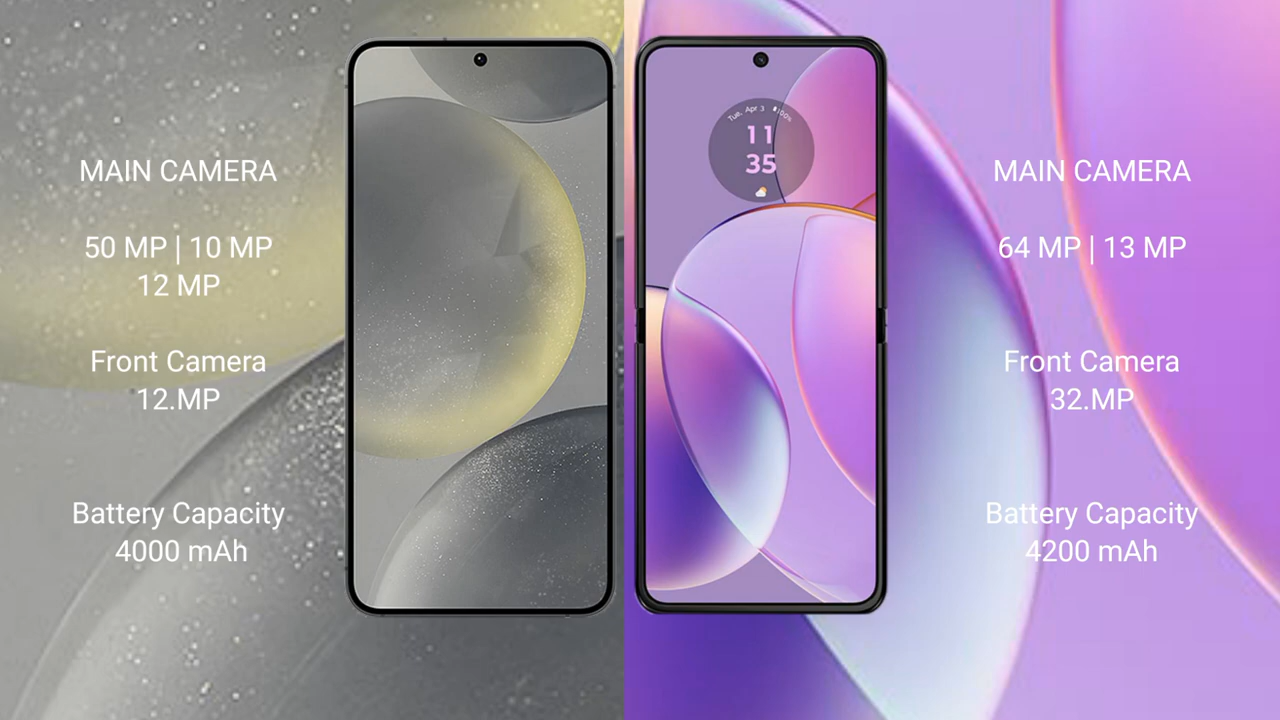 MAIN CAMERA
50 MP | 10 MP
12 MP
Front Camera
12.MP
Battery Capacity
4000 mAh
Tue, Apr 3 100%
11
35
MAIN CAMERA
64 MP | 13 MP
Front Camera
32.MP
Battery Capacity
4200 mAh